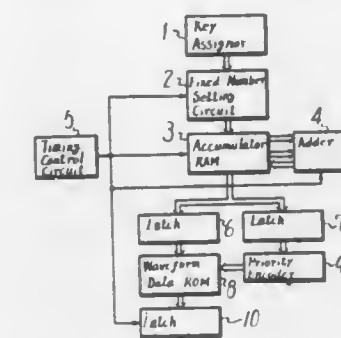 1
Key
Assignor
2
Fixed Number
Setting
Circuit
5
3
4
Timing
Control
Circuit
Accumulator
RAM
Adder
Latch
6
Latch
7
Waveform
Data ROM
8
Priority
Encoder
9
Latch
10